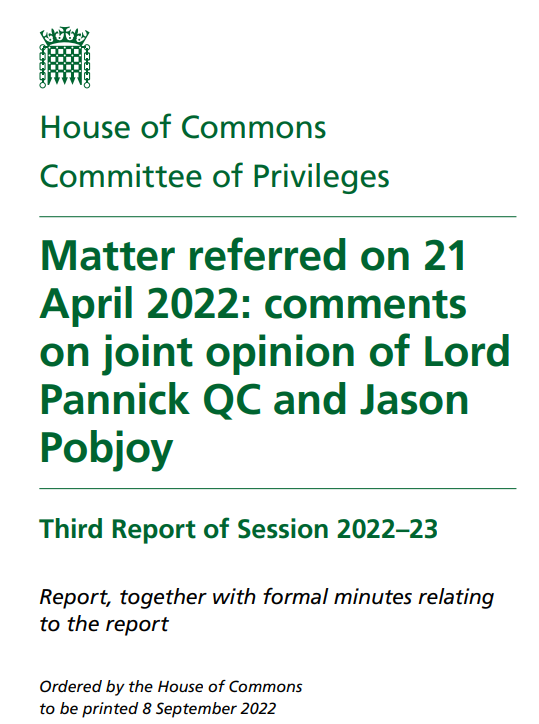 House of Commons
Committee of Privileges
Matter referred on 21
April 2022: comments
on joint opinion of Lord
Pannick QC and Jason
Pobjoy
Third Report of Session 2022–23
Report, together with formal minutes relating
to the report
Ordered by the House of Commons
to be printed 8 September 2022